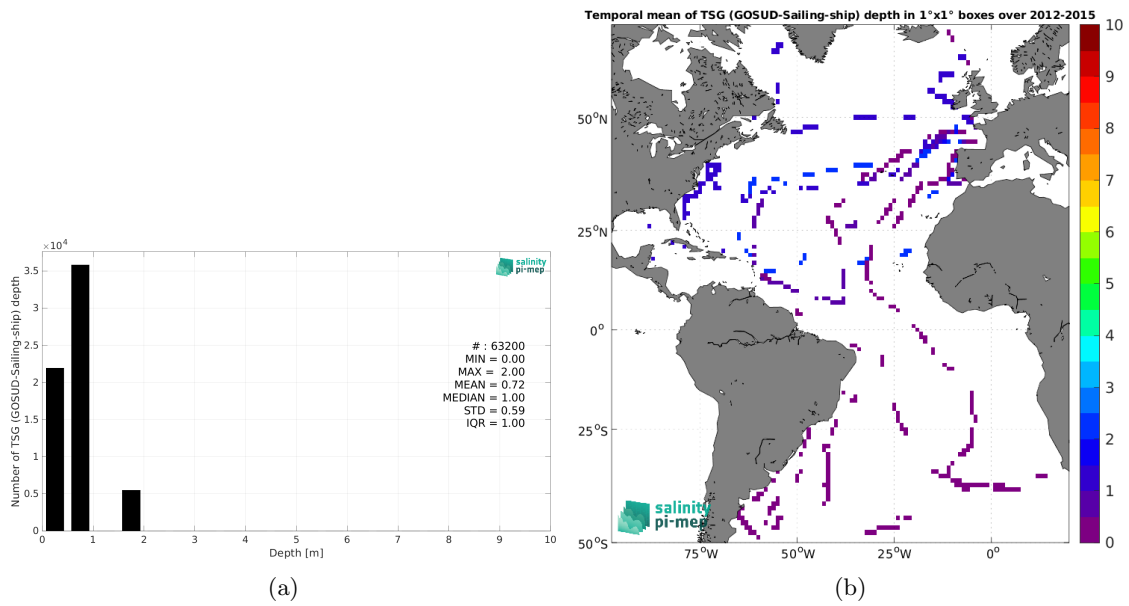 ×10⁴
3.5
3
2.5
2
1.5
1
0.5
0
Number of TSG (GOSUD-Sailing-ship) depth
salinity
pi-mep
# : 63200
MIN = 0.00
MAX = 2.00
MEAN = 0.72
MEDIAN = 1.00
STD = 0.59
IQR = 1.00
0 1 2 3 4 5 6 7 8 9 10
Depth [m]
(a)
Temporal mean of TSG (GOSUD-Sailing-ship) depth in 1°x1° boxes over 2012-2015
50°N
25°N
0°
25°S
50°S
salinity
pi-mep
75°W 50°W 25°W 0°
10
9
8
7
6
5
4
3
2
1
0
(b)